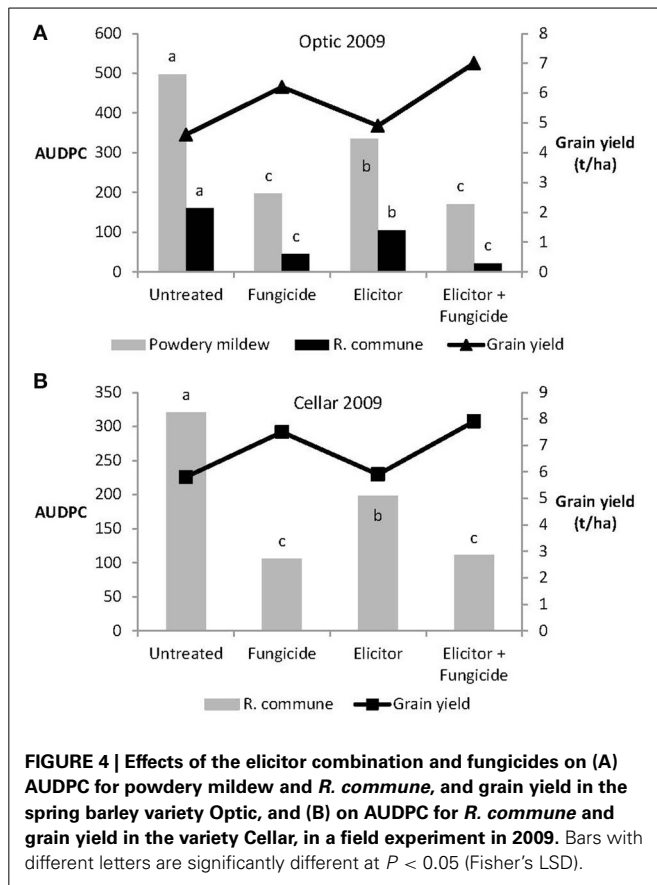 A
Optic 2009
600
500
400
300
200
100
0
AUDPC
8
7
6
5
4
3
2
1
0
Grain yield
(t/ha)
a
a
c
c
b
b
c
c
Untreated
Fungicide
Elicitor
Elicitor +
Fungicide
Powdery mildew
R. commune
Grain yield
B
Cellar 2009
350
300
250
200
150
100
50
0
AUDPC
9
8
7
6
5
4
3
2
1
0
Grain yield
(t/ha)
a
c
b
c
Untreated
Fungicide
Elicitor
Elicitor +
Fungicide
R. commune
Grain yield
FIGURE 4 | Effects of the elicitor combination and fungicides on (A)
AUDPC for powdery mildew and R. commune, and grain yield in the
spring barley variety Optic, and (B) on AUDPC for R. commune and
grain yield in the variety Cellar, in a field experiment in 2009. Bars with
different letters are significantly different at P < 0.05 (Fisher's LSD).